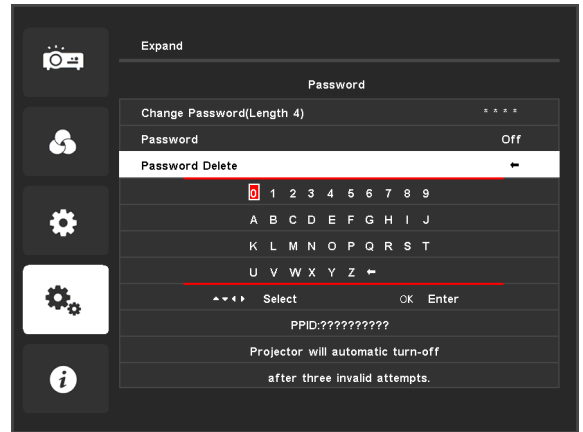 Expand
Password
Change Password(Length 4) * * * *
Password Off
Password Delete ←
0 1 2 3 4 5 6 7 8 9
A B C D E F G H I J
K L M N O P Q R S T
U V W X Y Z ←
▲▼◀▶ Select OK Enter
PPID:??????????
Projector will automatic turn-off
after three invalid attempts.
i